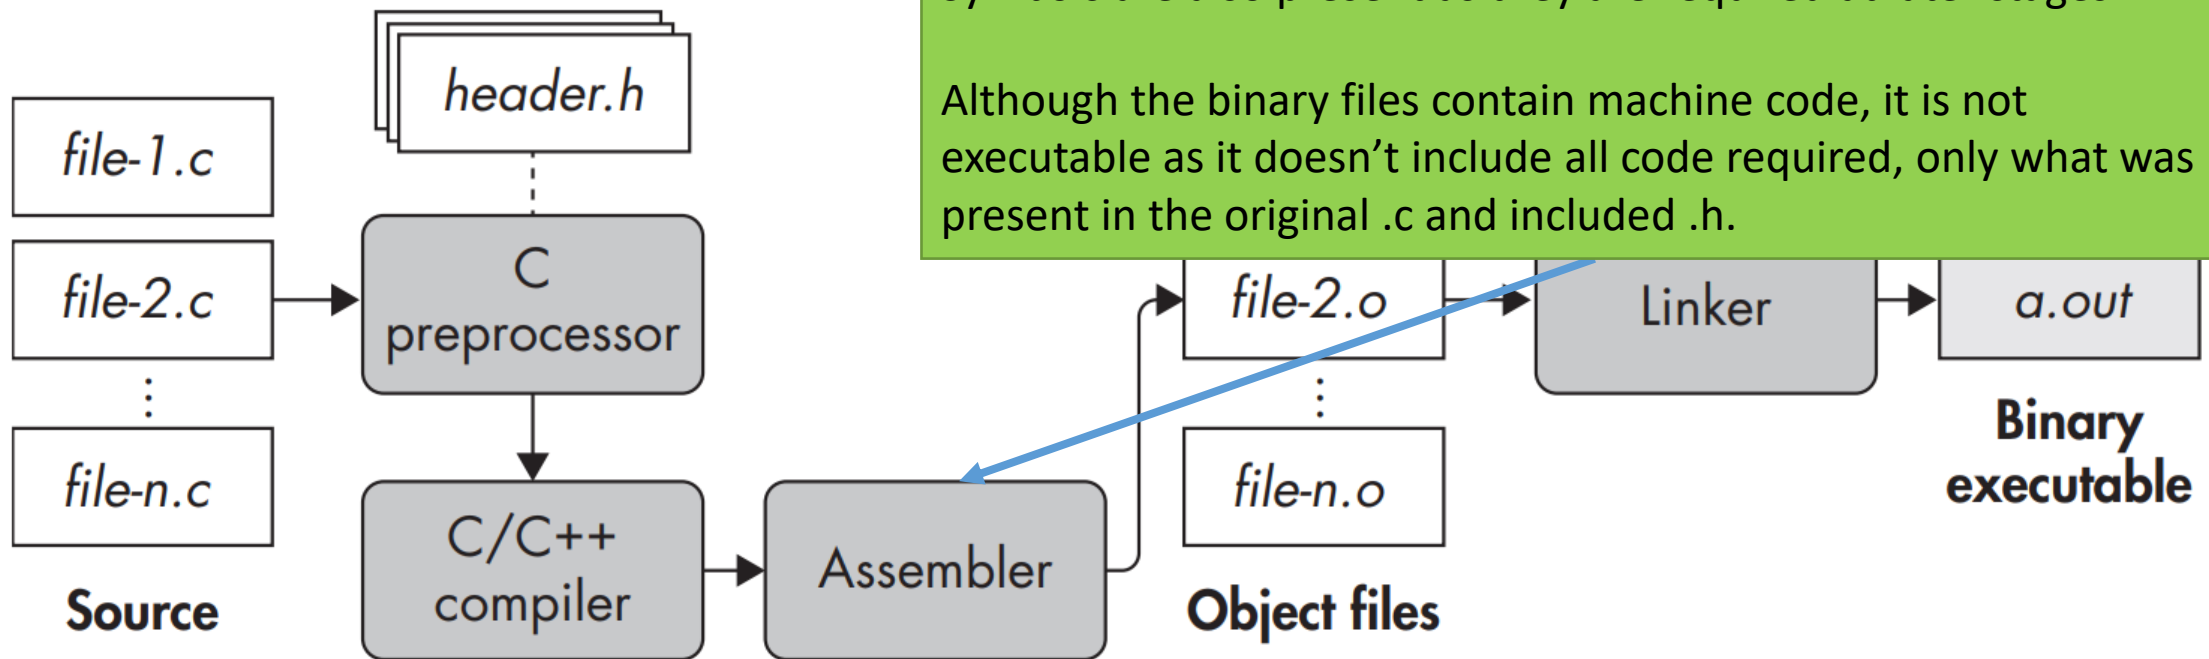 header.h
file-1.c
file-2.c
file-n.c
Source
C
preprocessor
C/C++
compiler
Assembler
Although the binary files contain machine code, it is not
executable as it doesn’t include all code required, only what was
present in the original .c and included .h.
file-2.o
file-n.o
Object files
Linker
a.out
Binary
executable